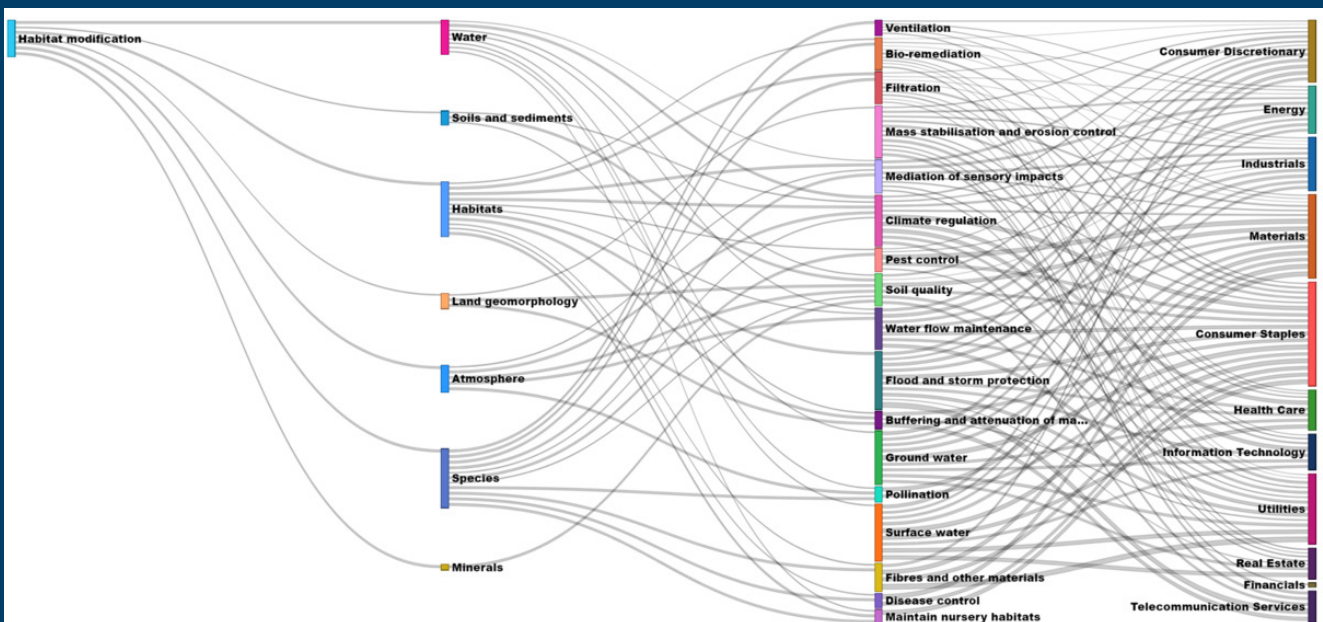 Habitat modification
Water
Soils and sediments
Habitats
Land geomorphology
Atmosphere
Species
Minerals
Ventilation
Bio-remediation
Filtration
Mass stabilisation and erosion control
Mediation of sensory impacts
Climate regulation
Pest control
Soil quality
Water flow maintenance
Flood and storm protection
Buffering and attenuation of ma...
Ground water
Pollination
Surface water
Fibres and other materials
Disease control
Maintain nursery habitats
Consumer Discretionary
Energy
Industrials
Materials
Consumer Staples
Health Care
Information Technology
Utilities
Real Estate
Financials
Telecommunication Services